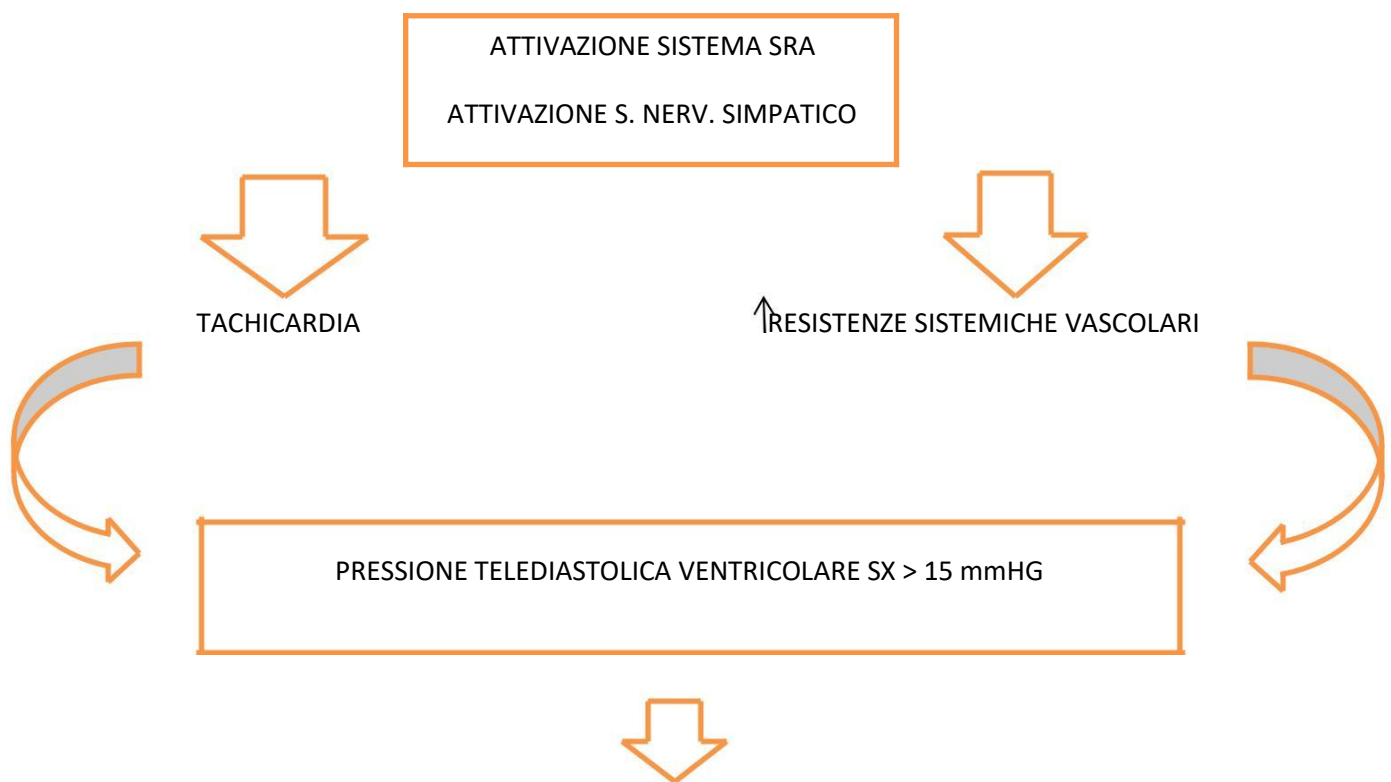 ATTIVAZIONE SISTEMA SRA
ATTIVAZIONE S. NERV. SIMPATICO
TACHICARDIA
↑RESISTENZE SISTEMICHE VASCOLARI
PRESSIONE TELEDIASTOLICA VENTRICOLARE SX > 15 mmHG